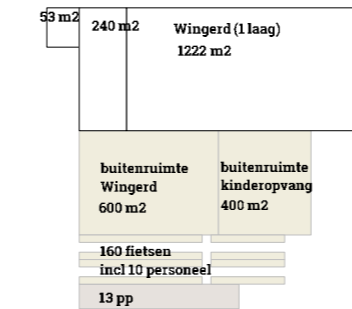 53 m2
240 m2
Wingerd (1 laag)
1222 m2
buitenruimte
Wingerd
600 m2
buitenruimte
kinderopvang
400 m2
160 fietsen
incl 10 personeel
13 pp